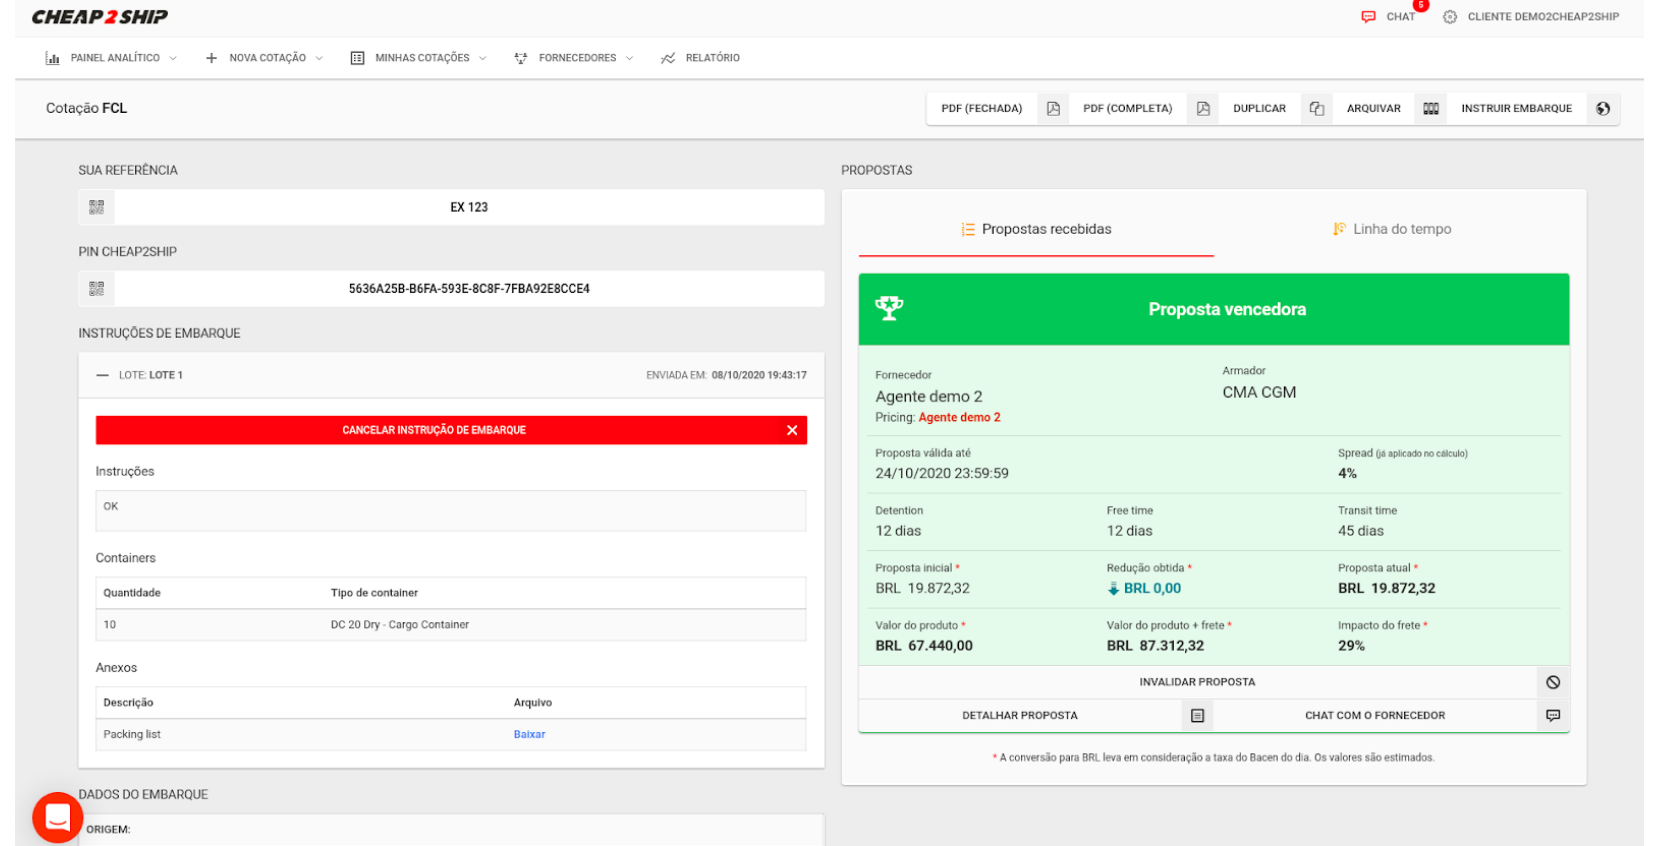 CHEAP2SHIP
CHAT 5 CLIENTE DEMO2CHEAP2SHIP
PAINEL ANALÍTICO NOVA COTAÇÃO MINHAS COTAÇÕES FORNECEDORES RELATÓRIO
Cotação FCL
PDF (FECHADA) PDF (COMPLETA) DUPLICAR ARQUIVAR INSTRUIR EMBARQUE
SUA REFERÊNCIA
EX 123
PIN CHEAP2SHIP
5636A25B-B6FA-593E-8C8F-7FBA92E8CCE4
INSTRUÇÕES DE EMBARQUE
LOTE: LOTE 1 ENVIADA EM: 08/10/2020 19:43:17
CANCELAR INSTRUÇÃO DE EMBARQUE
Instruções
OK
Containers
Quantidade Tipo de container
10 DC 20 Dry - Cargo Container
Anexos
Descrição Arquivo
Packing list Baixar
DADOS DO EMBARQUE
ORIGEM:
PROPOSTAS
Propostas recebidas Linha do tempo
Proposta vencedora
Fornecedor Armador
Agente demo 2 CMA CGM
Pricing: Agente demo 2
Proposta válida até Spread (já aplicado no cálculo)
24/10/2020 23:59:59 4%
Detention Free time Transit time
12 dias 12 dias 45 dias
Proposta inicial * Redução obtida * Proposta atual *
BRL 19.872,32 BRL 0,00 BRL 19.872,32
Valor do produto * Valor do produto + frete * Impacto do frete *
BRL 67.440,00 BRL 87.312,32 29%
INVALIDAR PROPOSTA
DETALHAR PROPOSTA CHAT COM O FORNECEDOR
* A conversão para BRL leva em consideração a taxa do Bacen do dia. Os valores são estimados.